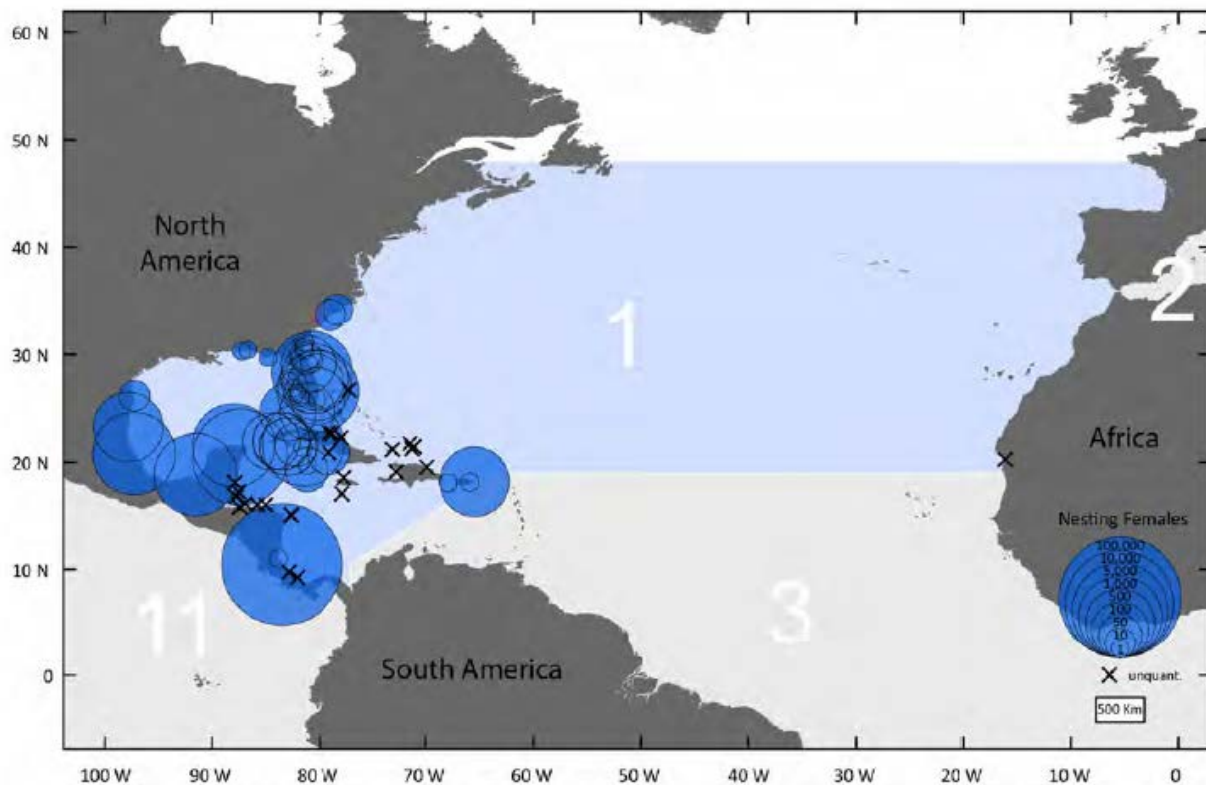 60 N
50 N
40 N
30 N
20 N
10 N
0
North
America
1
2
Africa
Nesting Females
100,000
10,000
5,000
1,000
500
100
50
10
1
unquant.
500 Km
11
3
South America
100 W
90 W
80 W
70 W
60 W
50 W
40 W
30 W
20 W
10 W
0